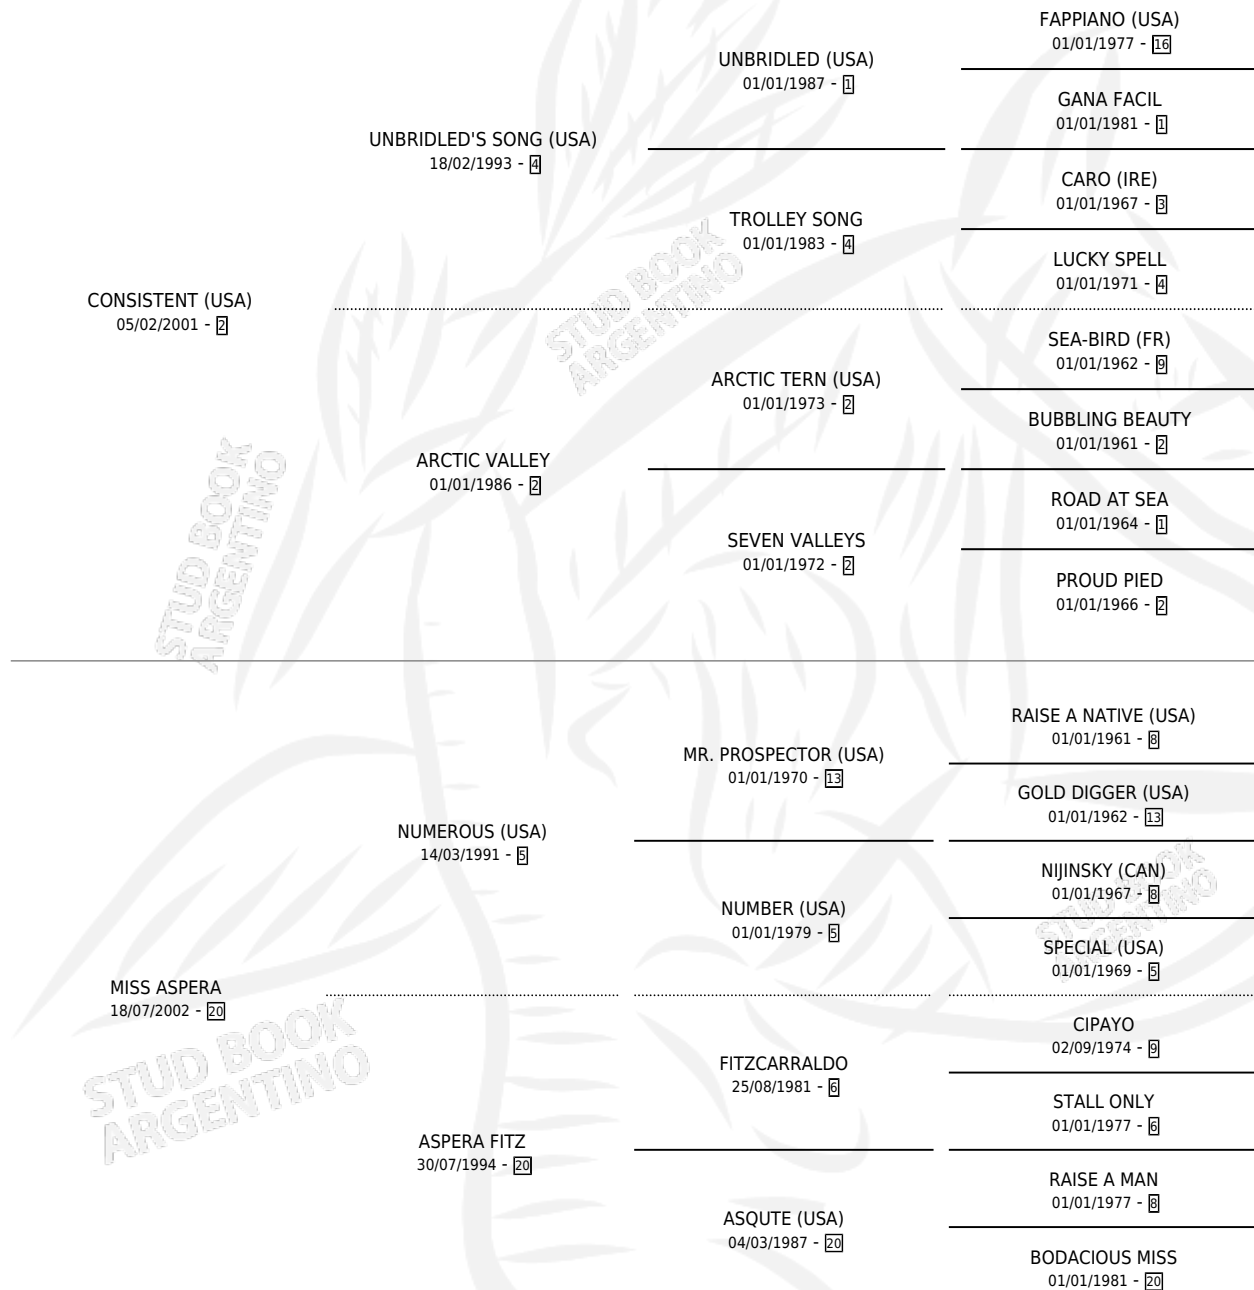 FAPPIANO (USA)
01/01/1977 - 16
UNBRIDLED (USA)
01/01/1987 - 1
GANA FACIL
01/01/1981 - 1
UNBRIDLED'S SONG (USA)
18/02/1993 - 4
CARO (IRE)
01/01/1967 - 3
TROLLEY SONG
01/01/1983 - 4
LUCKY SPELL
01/01/1971 - 4
CONSISTENT (USA)
05/02/2001 - 2
STUD BOOK
ARGENTINO
SEA-BIRD (FR)
01/01/1962 - 9
ARCTIC TERN (USA)
01/01/1973 - 2
BUBBLING BEAUTY
01/01/1961 - 2
ARCTIC VALLEY
01/01/1986 - 2
ROAD AT SEA
01/01/1964 - 1
SEVEN VALLEYS
01/01/1972 - 2
PROUD PIED
01/01/1966 - 2
STUD BOOK
ARGENTINO
RAISE A NATIVE (USA)
01/01/1961 - 8
MR. PROSPECTOR (USA)
01/01/1970 - 13
GOLD DIGGER (USA)
01/01/1962 - 13
NUMEROUS (USA)
14/03/1991 - 5
NIJINSKY (CAN)
01/01/1967 - 8
NUMBER (USA)
01/01/1979 - 5
SPECIAL (USA)
01/01/1969 - 5
STUD BOOK
ARGENTINO
MISS ASPERA
18/07/2002 - 20
CIPAYO
02/09/1974 - 9
FITZCARRALDO
25/08/1981 - 6
STALL ONLY
01/01/1977 - 6
STUD BOOK
ARGENTINO
ASPERA FITZ
30/07/1994 - 20
RAISE A MAN
01/01/1977 - 8
ASQUTE (USA)
04/03/1987 - 20
BODACIOUS MISS
01/01/1981 - 20